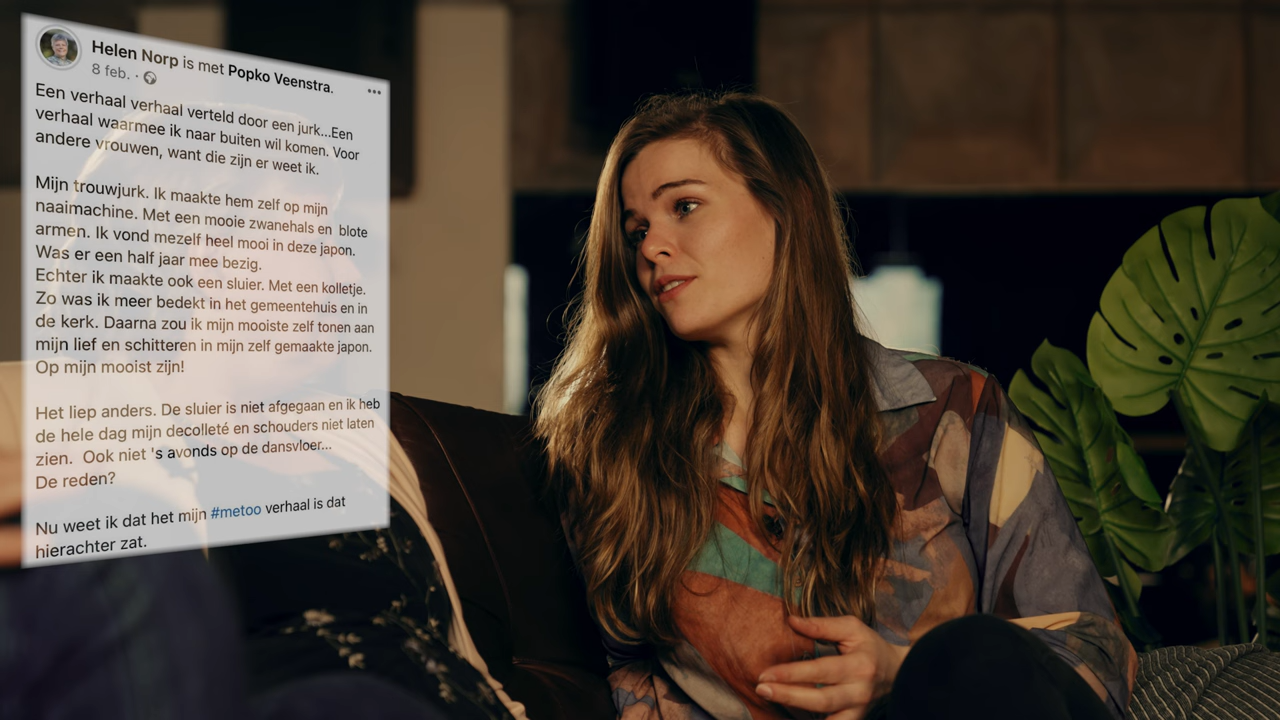 Helen Norp is met Popko Veenstra.
8 feb. ·
Een verhaal verhaal verteld door een jurk...Een
verhaal waarmee ik naar buiten wil komen. Voor
andere vrouwen, want die zijn er weet ik.
Mijn trouwjurk. Ik maakte hem zelf op mijn
naaimachine. Met een mooie zwanehals en blote
armen. Ik vond mezelf heel mooi in deze japon.
Was er een half jaar mee bezig.
Echter ik maakte ook een sluier. Met een kolletje.
Zo was ik meer bedekt in het gemeentehuis en in
de kerk. Daarna zou ik mijn mooiste zelf tonen aan
mijn lief en schitteren in mijn zelf gemaakte japon.
Op mijn mooist zijn!
Het liep anders. De sluier is niet afgegaan en ik heb
de hele dag mijn decolleté en schouders niet laten
zien. Ook niet 's avonds op de dansvloer...
De reden?
Nu weet ik dat het mijn #metoo verhaal is dat
hierachter zat.